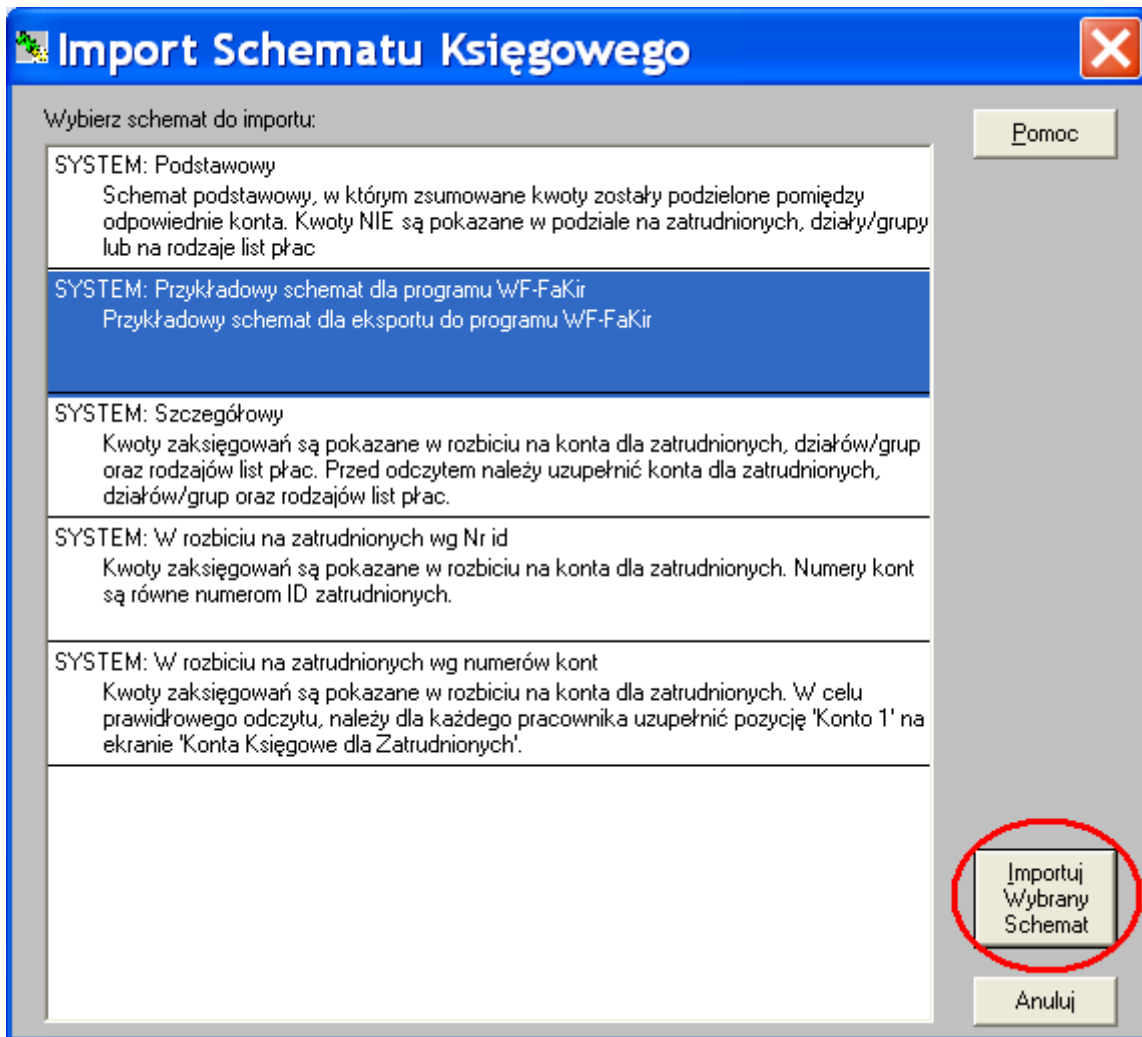 Import Schematu Księgowego
Wybierz schemat do importu:
Pomoc
SYSTEM: Podstawowy
Schemat podstawowy, w którym zsumowane kwoty zostały podzielone pomiędzy
odpowiednie konta. Kwoty NIE są pokazane w podziale na zatrudnionych, działy/grupy
lub na rodzaje list płac
SYSTEM: Przykładowy schemat dla programu WF-FaKir
Przykładowy schemat dla eksportu do programu WF-FaKir
SYSTEM: Szczegółowy
Kwoty zaksięgowań są pokazane w rozbiciu na konta dla zatrudnionych, działów/grup
oraz rodzajów list płac. Przed odczytem należy uzupełnić konta dla zatrudnionych,
działów/grup oraz rodzajów list płac.
SYSTEM: W rozbiciu na zatrudnionych wg Nr id
Kwoty zaksięgowań są pokazane w rozbiciu na konta dla zatrudnionych. Numery kont
są równe numerom ID zatrudnionych.
SYSTEM: W rozbiciu na zatrudnionych wg numerów kont
Kwoty zaksięgowań są pokazane w rozbiciu na konta dla zatrudnionych. W celu
prawidłowego odczytu, należy dla każdego pracownika uzupełnić pozycję 'Konto 1' na
ekranie 'Konta Księgowe dla Zatrudnionych'.
Importuj
Wybrany
Schemat
Anuluj